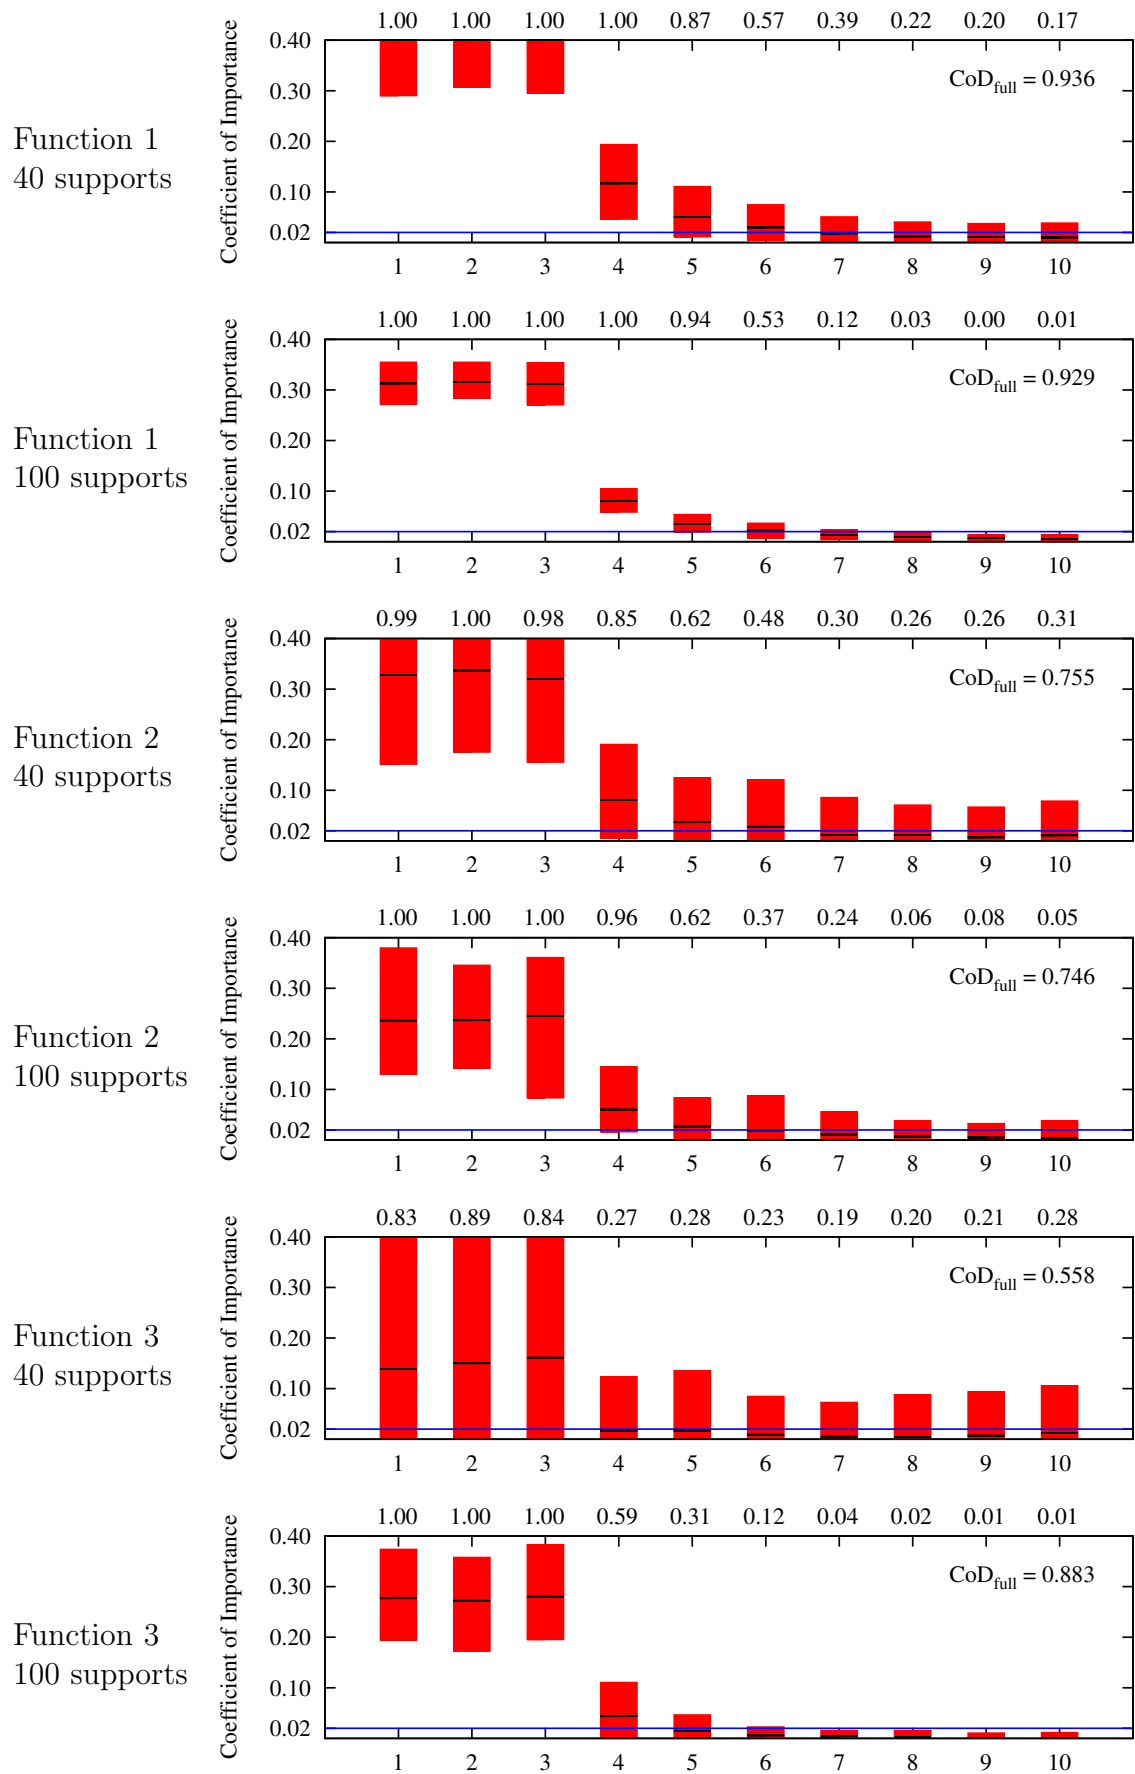 1.00 1.00 1.00 1.00 0.87 0.57 0.39 0.22 0.20 0.17
0.40
CoD_full = 0.936
0.30
Function 1
40 supports
Coefficient of Importance
0.20
0.10
0.02
1 2 3 4 5 6 7 8 9 10
1.00 1.00 1.00 1.00 0.94 0.53 0.12 0.03 0.00 0.01
0.40
CoD_full = 0.929
0.30
Function 1
100 supports
Coefficient of Importance
0.20
0.10
0.02
1 2 3 4 5 6 7 8 9 10
0.99 1.00 0.98 0.85 0.62 0.48 0.30 0.26 0.26 0.31
0.40
CoD_full = 0.755
0.30
Function 2
40 supports
Coefficient of Importance
0.20
0.10
0.02
1 2 3 4 5 6 7 8 9 10
1.00 1.00 1.00 0.96 0.62 0.37 0.24 0.06 0.08 0.05
0.40
CoD_full = 0.746
0.30
Function 2
100 supports
Coefficient of Importance
0.20
0.10
0.02
1 2 3 4 5 6 7 8 9 10
0.83 0.89 0.84 0.27 0.28 0.23 0.19 0.20 0.21 0.28
0.40
CoD_full = 0.558
0.30
Function 3
40 supports
Coefficient of Importance
0.20
0.10
0.02
1 2 3 4 5 6 7 8 9 10
1.00 1.00 1.00 0.59 0.31 0.12 0.04 0.02 0.01 0.01
0.40
CoD_full = 0.883
0.30
Function 3
100 supports
Coefficient of Importance
0.20
0.10
0.02
1 2 3 4 5 6 7 8 9 10